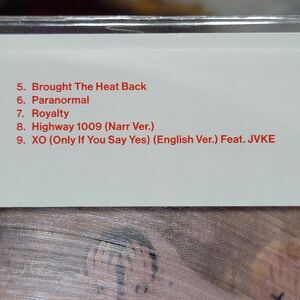 5. Brought The Heat Back
6. Paranormal
7. Royalty
8. Highway 1009 (Narr Ver.)
9. XO (Only If You Say Yes) (English Ver.) Feat. JVKE